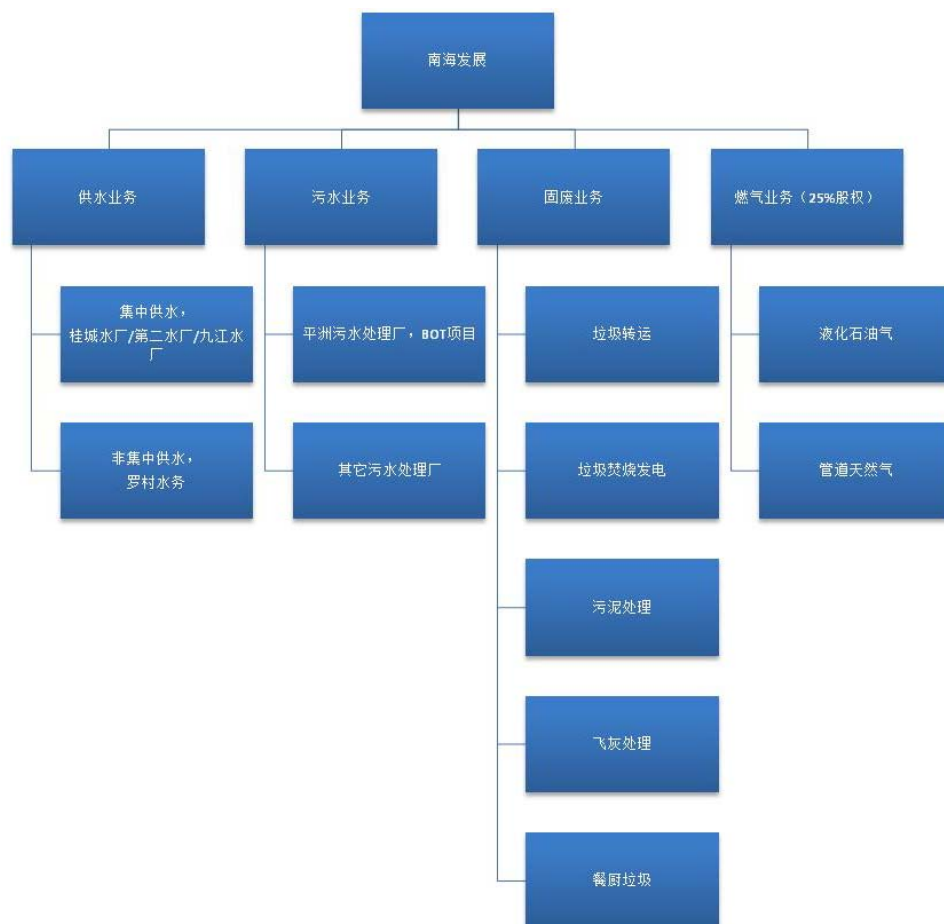 南海发展
供水业务
污水业务
固废业务
燃气业务（25%股权）
集中供水，
桂城水厂/第二水厂/九江水
厂
平洲污水处理厂，BOT项目
垃圾转运
液化石油气
非集中供水，
罗村水务
其它污水处理厂
垃圾焚烧发电
管道天然气
污泥处理
飞灰处理
餐厨垃圾